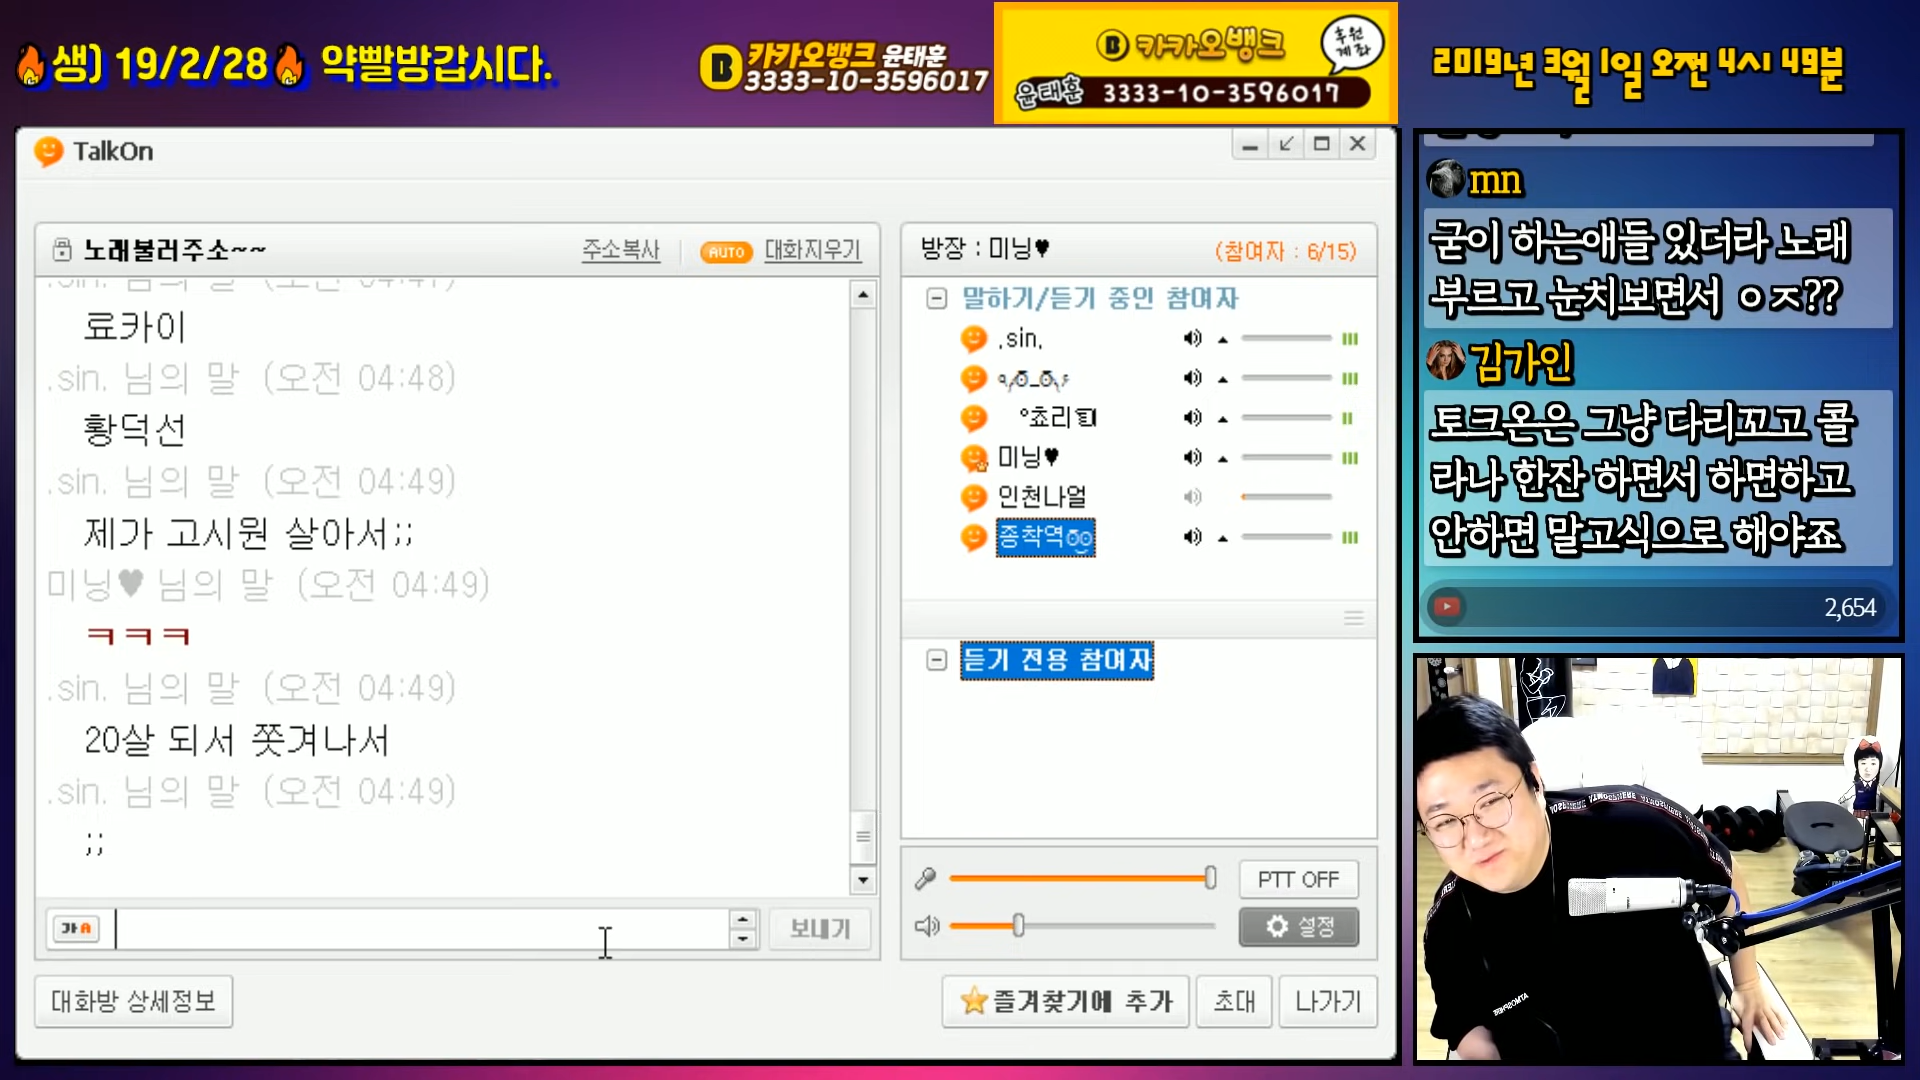 생) 19/2/28 약빨방갑시다.
B 카카오뱅크 윤태훈
3333-10-3596017
B 카카오뱅크
후원
계좌
윤태훈 3333-10-3596017
2019년 3월 1일 오전 4시 49분
TalkOn
노래불러주소~~
주소복사
AUTO 대화지우기
료카이
.sin. 님의 말 (오전 04:48)
황덕선
.sin. 님의 말 (오전 04:49)
제가 고시원 살아서;;
미닝♥ 님의 말 (오전 04:49)
ㅋㅋㅋ
.sin. 님의 말 (오전 04:49)
20살 되서 쫒겨나서
.sin. 님의 말 (오전 04:49)
;;
가A
보내기
대화방 상세정보
방장 : 미닝♥
(참여자 : 6/15)
말하기/듣기 중인 참여자
.sin.
°쵸리
미닝♥
인천나얼
종착역
듣기 전용 참여자
PTT OFF
설정
즐겨찾기에 추가
초대
나가기
mn
굳이 하는애들 있더라 노래
부르고 눈치보면서 ㅇㅈ??
김가인
토크온은 그냥 다리꼬고 콜
라나 한잔 하면서 하면하고
안하면 말고식으로 해야죠
2,654